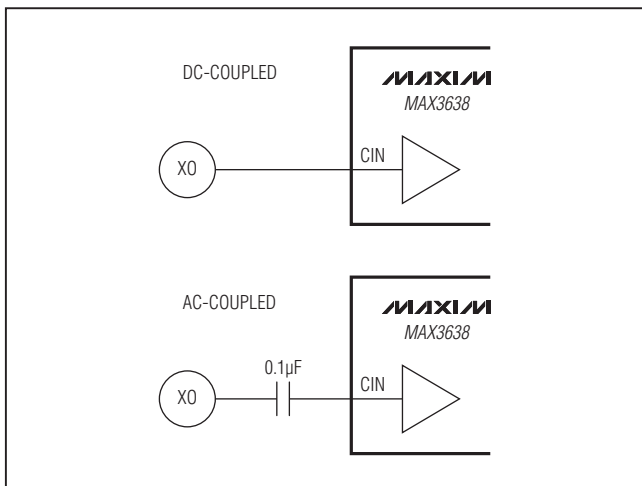 DC-COUPLED
MAXIM
MAX3638
XO
CIN
AC-COUPLED
MAXIM
MAX3638
0.1µF
XO
CIN